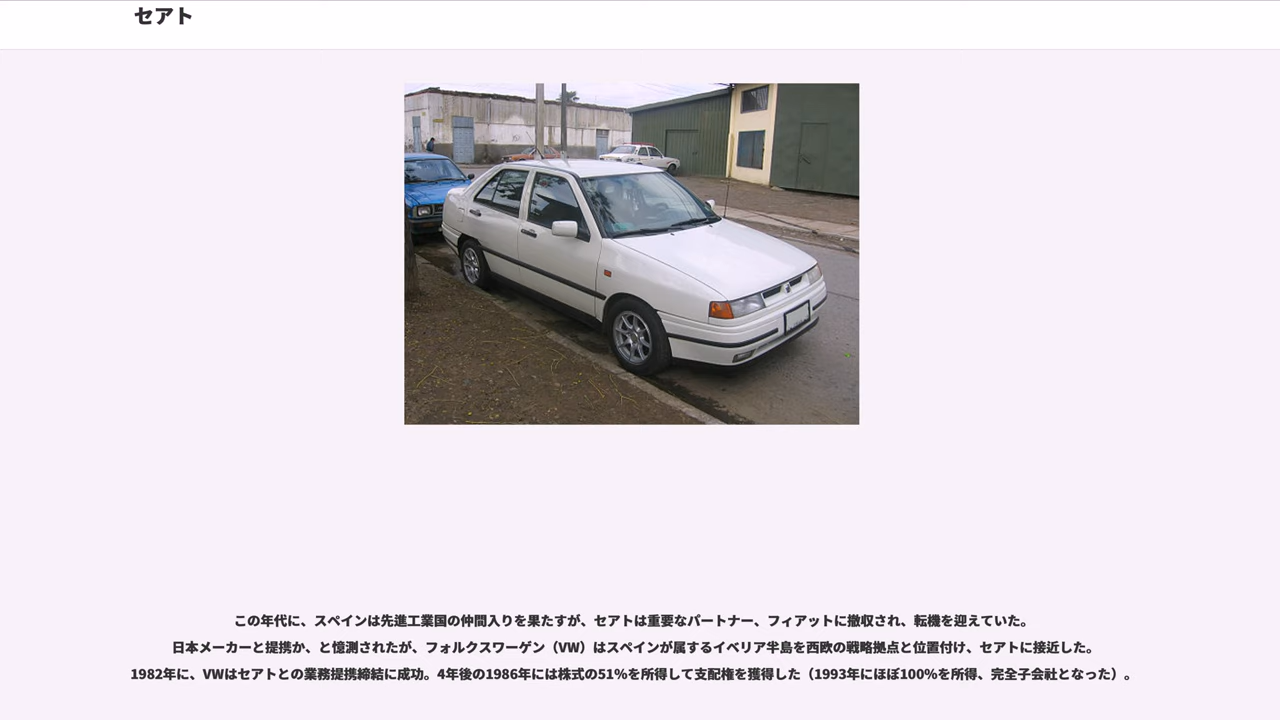 セアト
この年代に、スペインは先進工業国の仲間入りを果たすが、セアトは重要なパートナー、フィアットに撤収され、転機を迎えていた。
日本メーカーと提携か、と憶測されたが、フォルクスワーゲン（VW）はスペインが属するイベリア半島を西欧の戦略拠点と位置付け、セアトに接近した。
1982年に、VWはセアトとの業務提携締結に成功。4年後の1986年には株式の51%を所得して支配権を獲得した（1993年にほぼ100%を所得、完全子会社となった）。